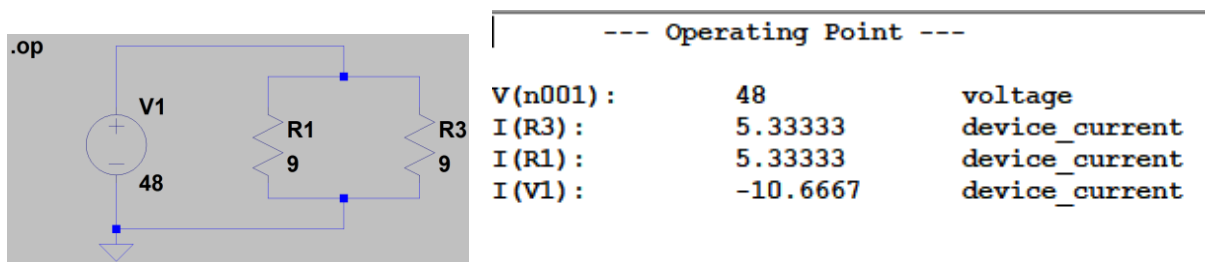 .op
V1
48
R1
9
R3
9
--- Operating Point ---
V(n001): 48 voltage
I(R3): 5.33333 device_current
I(R1): 5.33333 device_current
I(V1): -10.6667 device_current